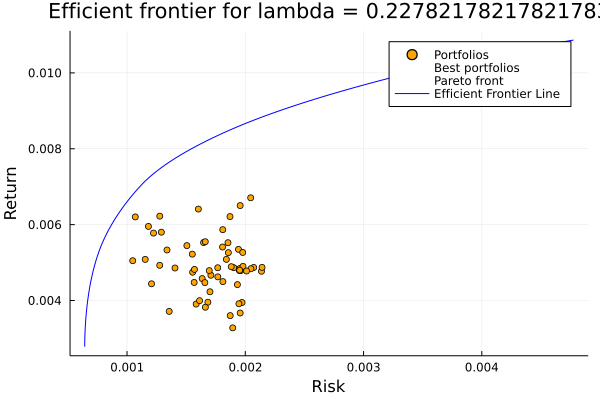 Efficient frontier for lambda = 0.2278217821782178
Portfolios
Best portfolios
Pareto front
Efficient Frontier Line
Return
0.010
0.008
0.006
0.004
0.001
0.002
0.003
0.004
Risk